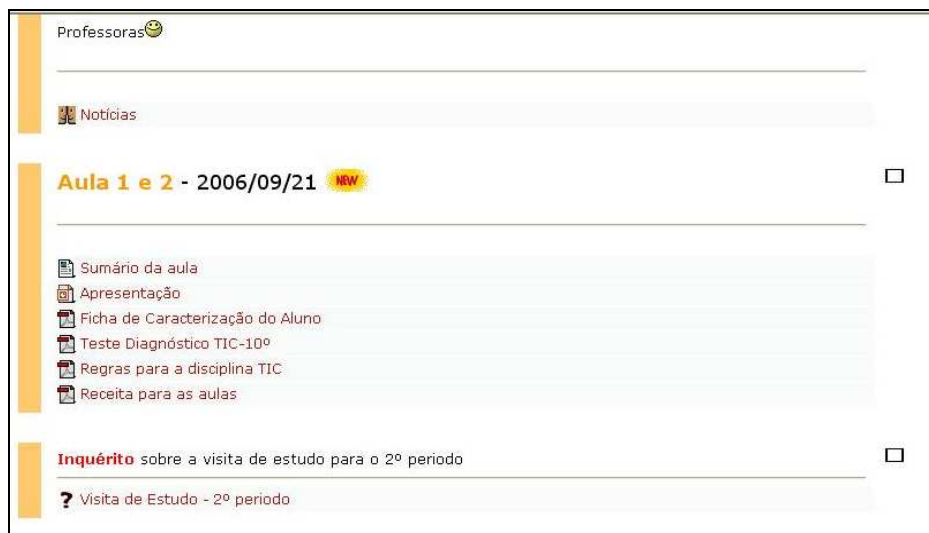 Professoras
Notícias
Aula 1 e 2 - 2006/09/21 NEW
Sumário da aula
Apresentação
Ficha de Caracterização do Aluno
Teste Diagnóstico TIC-10º
Regras para a disciplina TIC
Receita para as aulas
Inquérito sobre a visita de estudo para o 2º periodo
? Visita de Estudo - 2º periodo